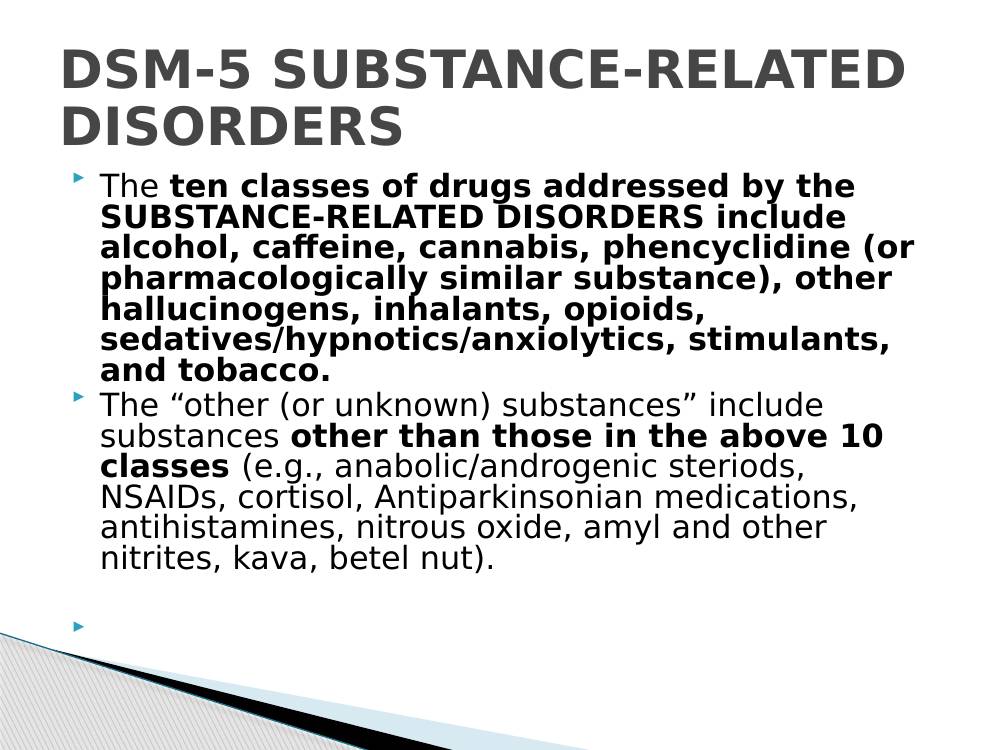 DSM-5 SUBSTANCE-RELATED
DISORDERS
The ten classes of drugs addressed by the
SUBSTANCE-RELATED DISORDERS include
alcohol, caffeine, cannabis, phencyclidine (or
pharmacologically similar substance), other
hallucinogens, inhalants, opioids,
sedatives/hypnotics/anxiolytics, stimulants,
and tobacco.
The “other (or unknown) substances” include
substances other than those in the above 10
classes (e.g., anabolic/androgenic steriods,
NSAIDs, cortisol, Antiparkinsonian medications,
antihistamines, nitrous oxide, amyl and other
nitrites, kava, betel nut).